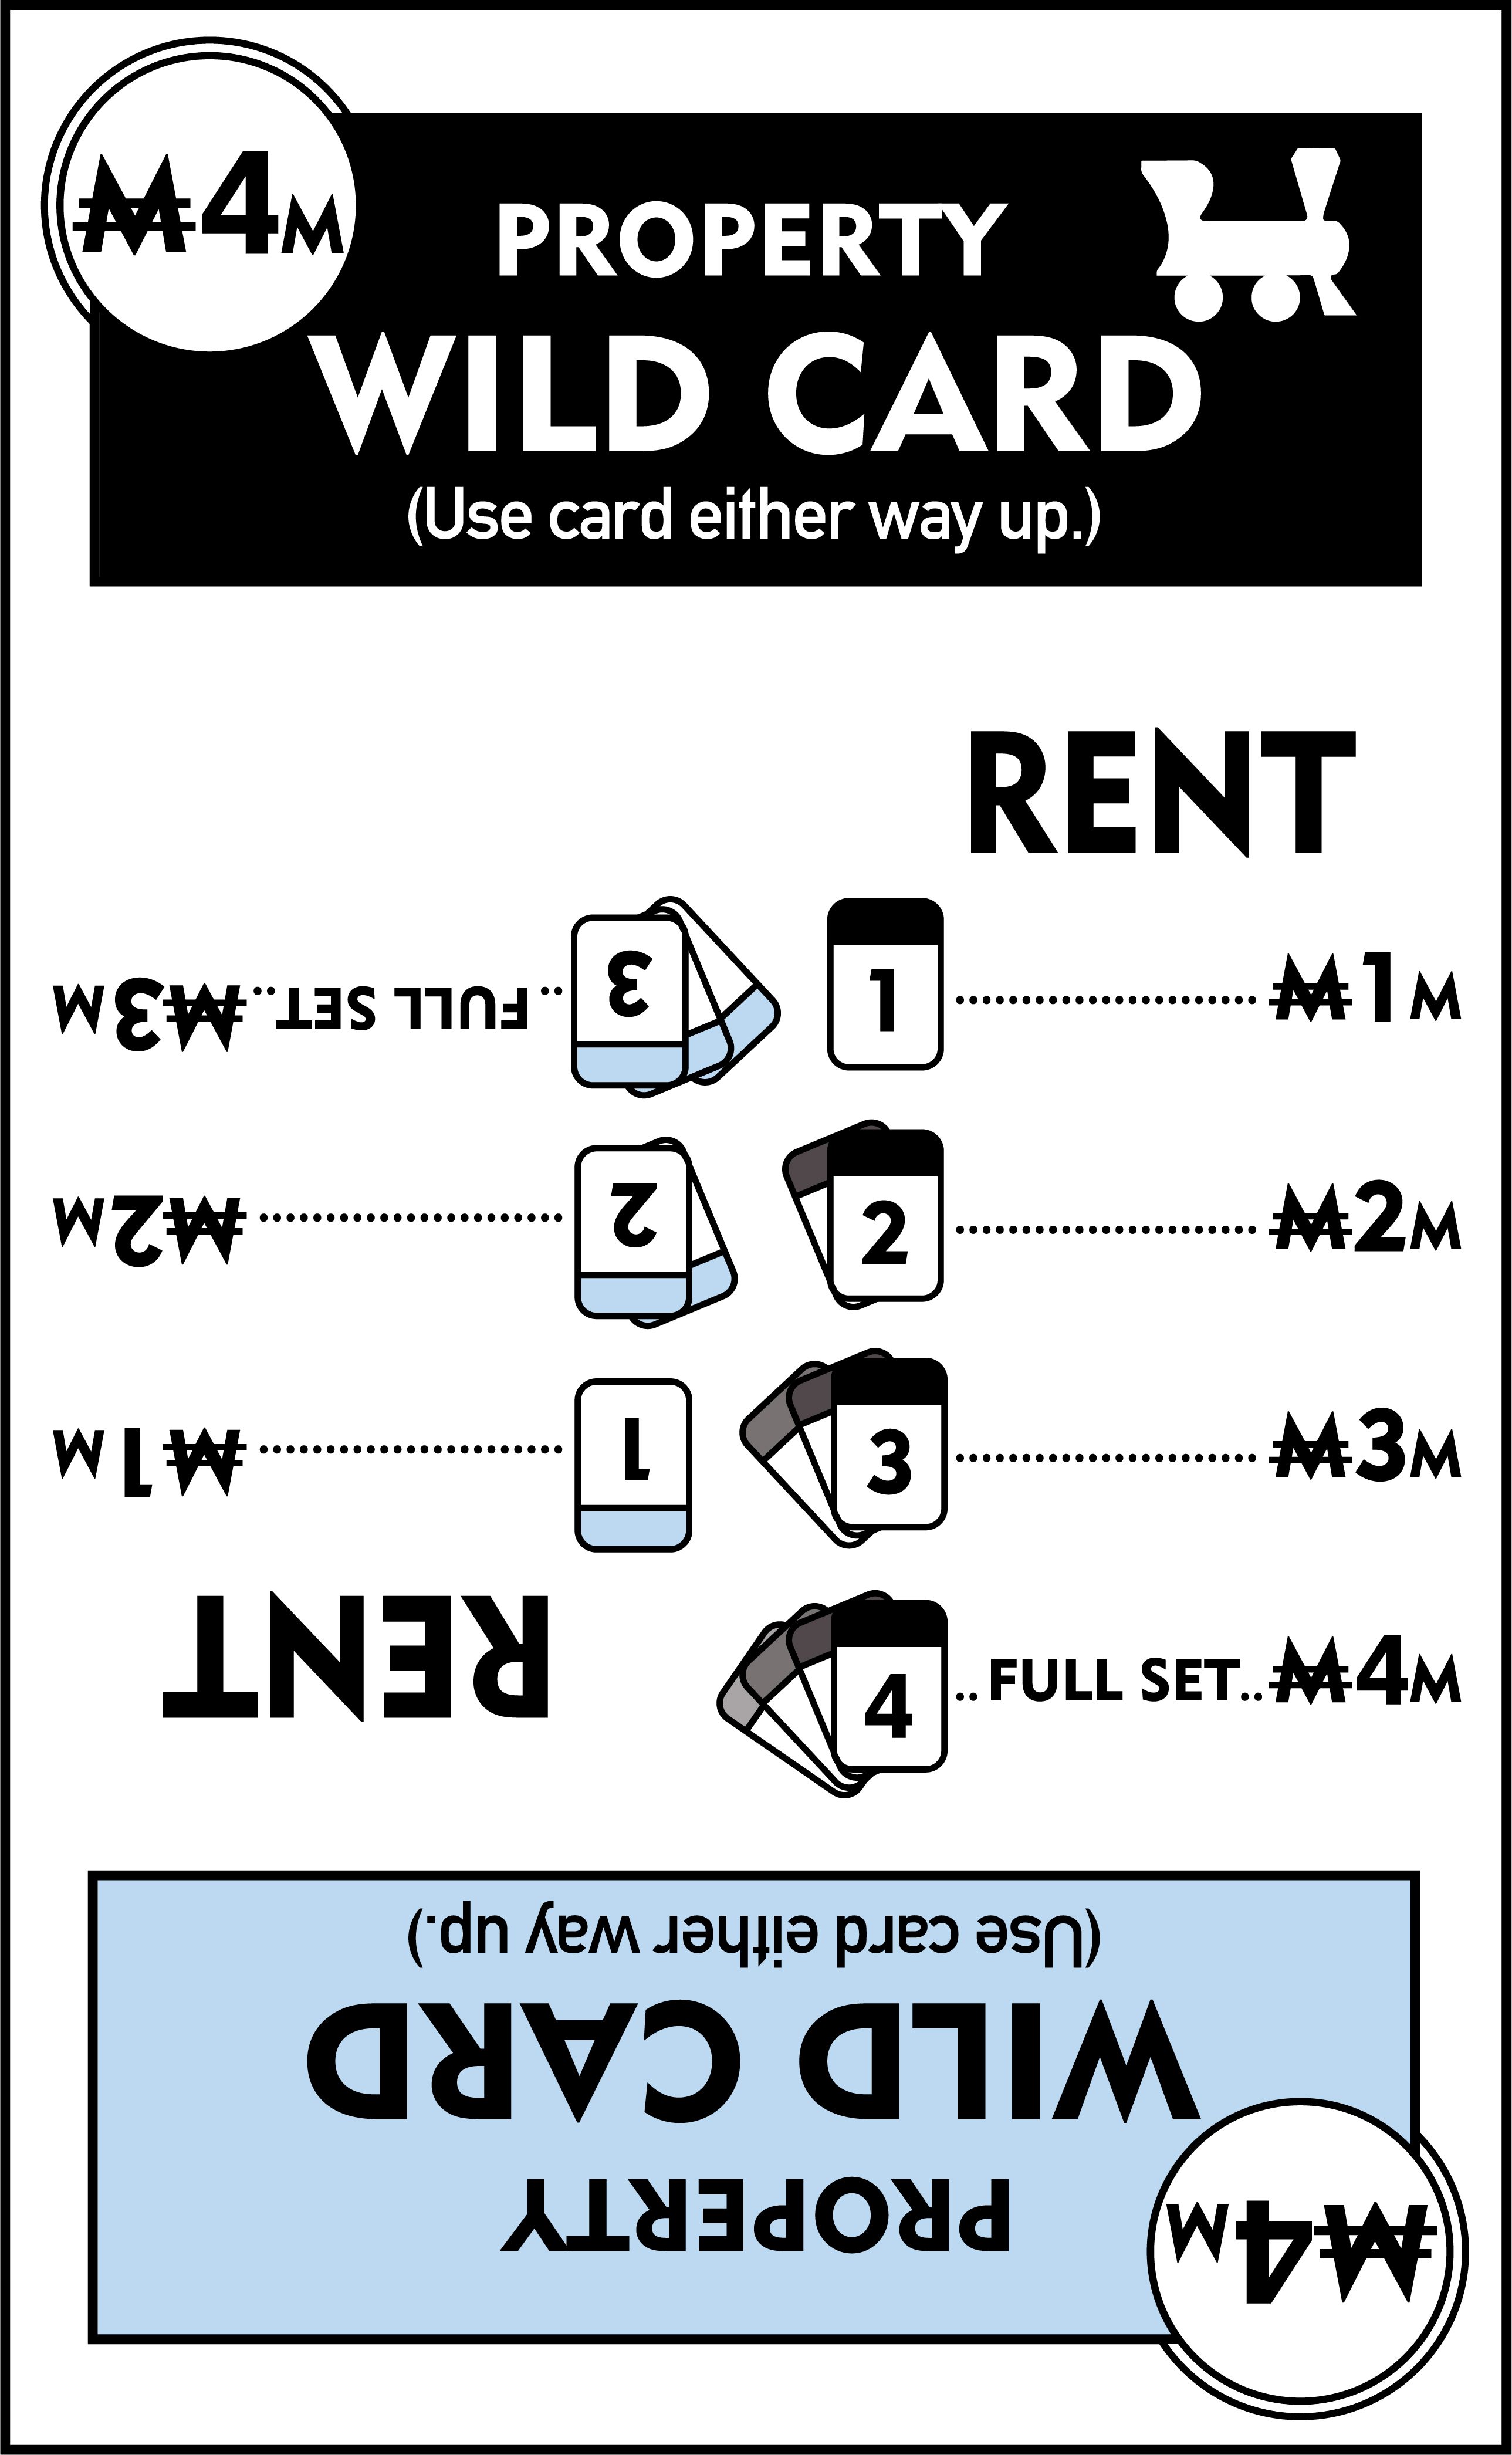 ₩4M
PROPERTY
WILD CARD
(Use card either way up.)
RENT
1 .......................... ₩1M
2 .......................... ₩2M
3 .......................... ₩3M
4 ..FULL SET..₩4M
₩4M
PROPERTY
WILD CARD
(Use card either way up.)
RENT
1 .......................... ₩1M
2 .......................... ₩2M
3 ..FULL SET..₩3M